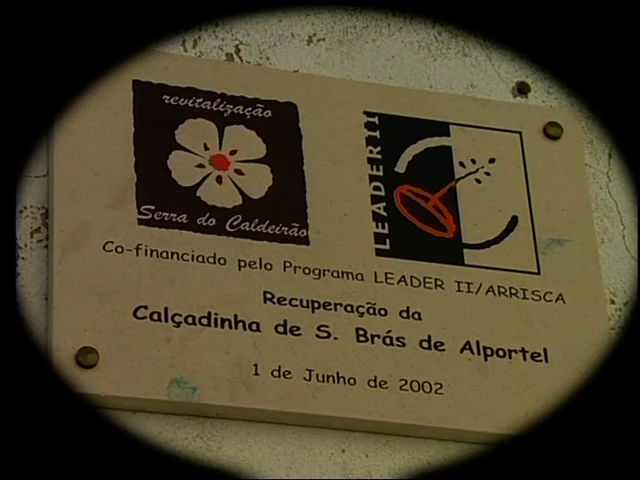 revitalização
Serra do Caldeirão
LEADER II
Co-financiado pelo Programa LEADER II/ARRISCA
Recuperação da
Calçadinha de S. Brás de Alportel
1 de Junho de 2002